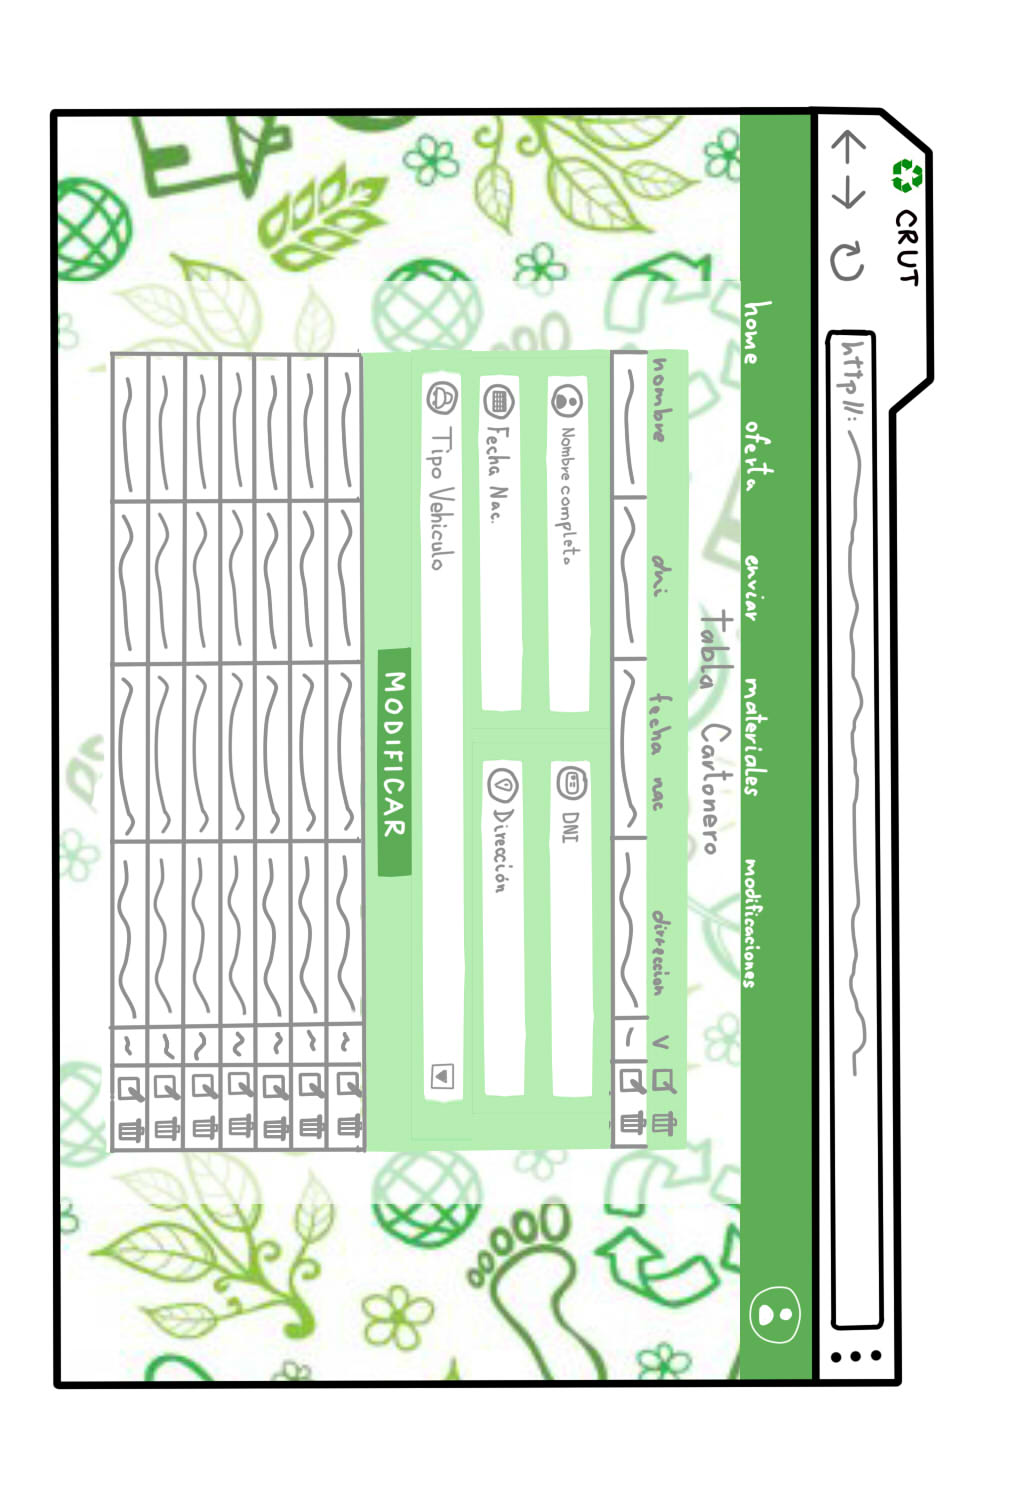 CRUT
http//:
home oferta enviar materiales modificaciones
Tabla Cartonero
nombre dni fecha nac dirreccion V
Nombre completo DNI
Fecha Nac. Dirección
Tipo Vehiculo
MODIFICAR